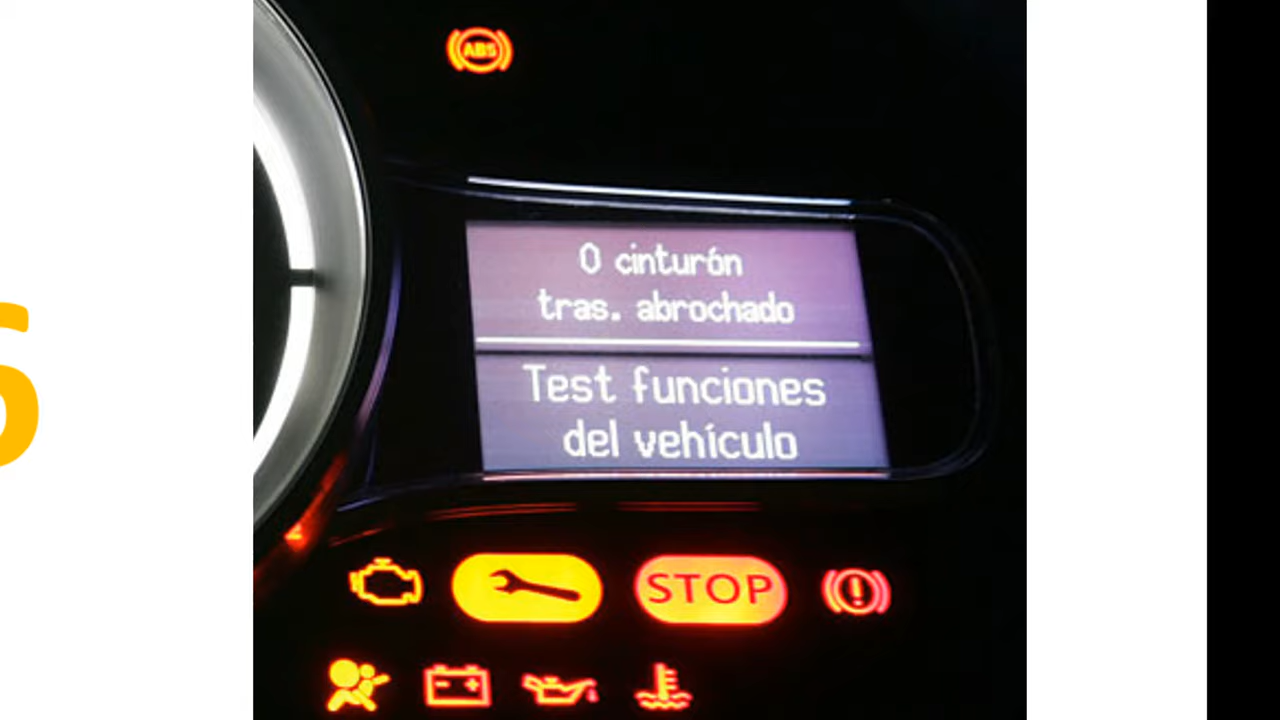 ABS
0 cinturón
tras. abrochado
Test funciones
del vehículo
STOP